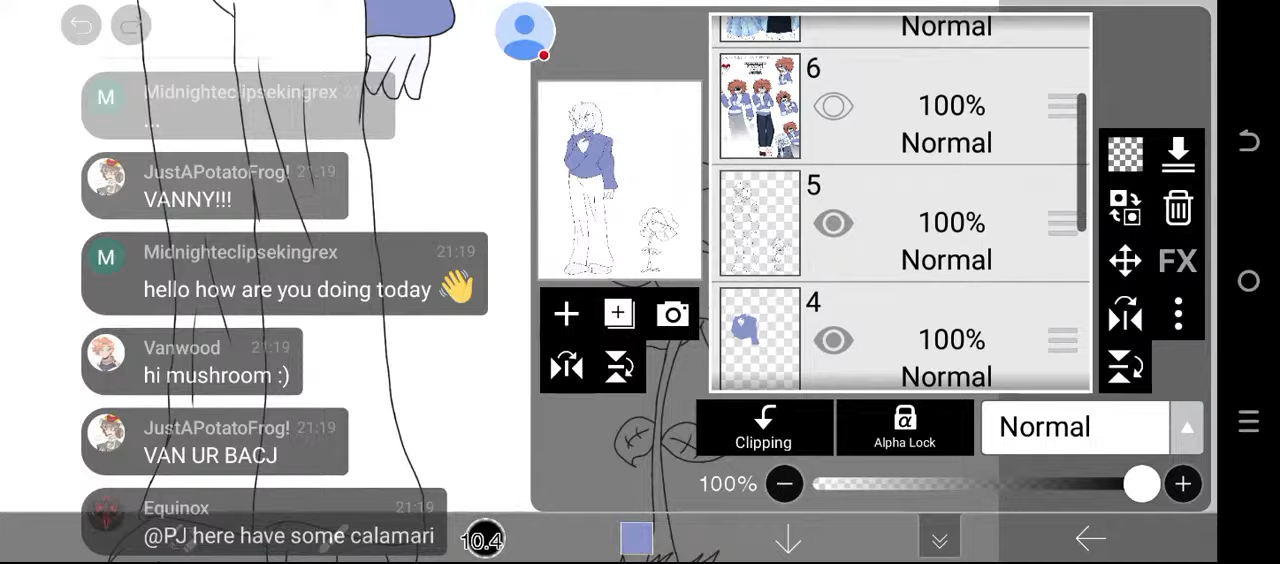 Midnighteclipsekingrex 21
...
JustAPotatoFrog! 21:19
VANNY!!!
Midnighteclipsekingrex 21:19
hello how are you doing today 👋
Vanwood 21:19
hi mushroom :)
JustAPotatoFrog! 21:19
VAN UR BACJ
Equinox 21:19
@PJ here have some calamari
10.4
Normal
6
100%
Normal
5
100%
Normal
4
100%
Normal
FX
Clipping
α
Alpha Lock
Normal
100%
M
M